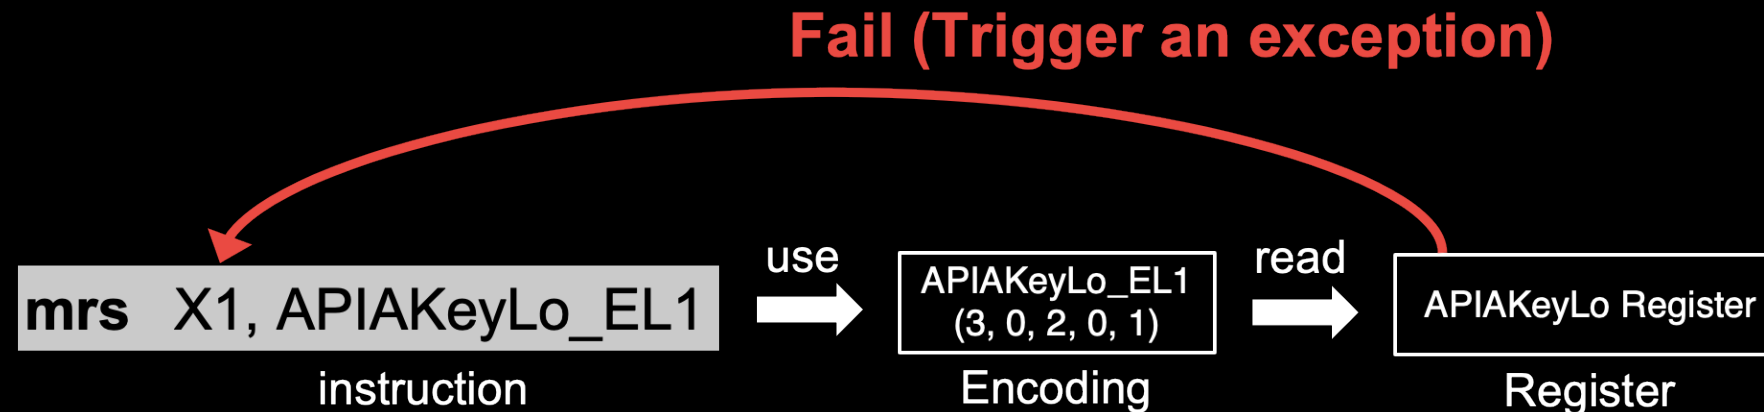 Fail (Trigger an exception)
mrs X1, APIAKeyLo_EL1
instruction
use
APIAKeyLo_EL1
(3, 0, 2, 0, 1)
Encoding
read
APIAKeyLo Register
Register